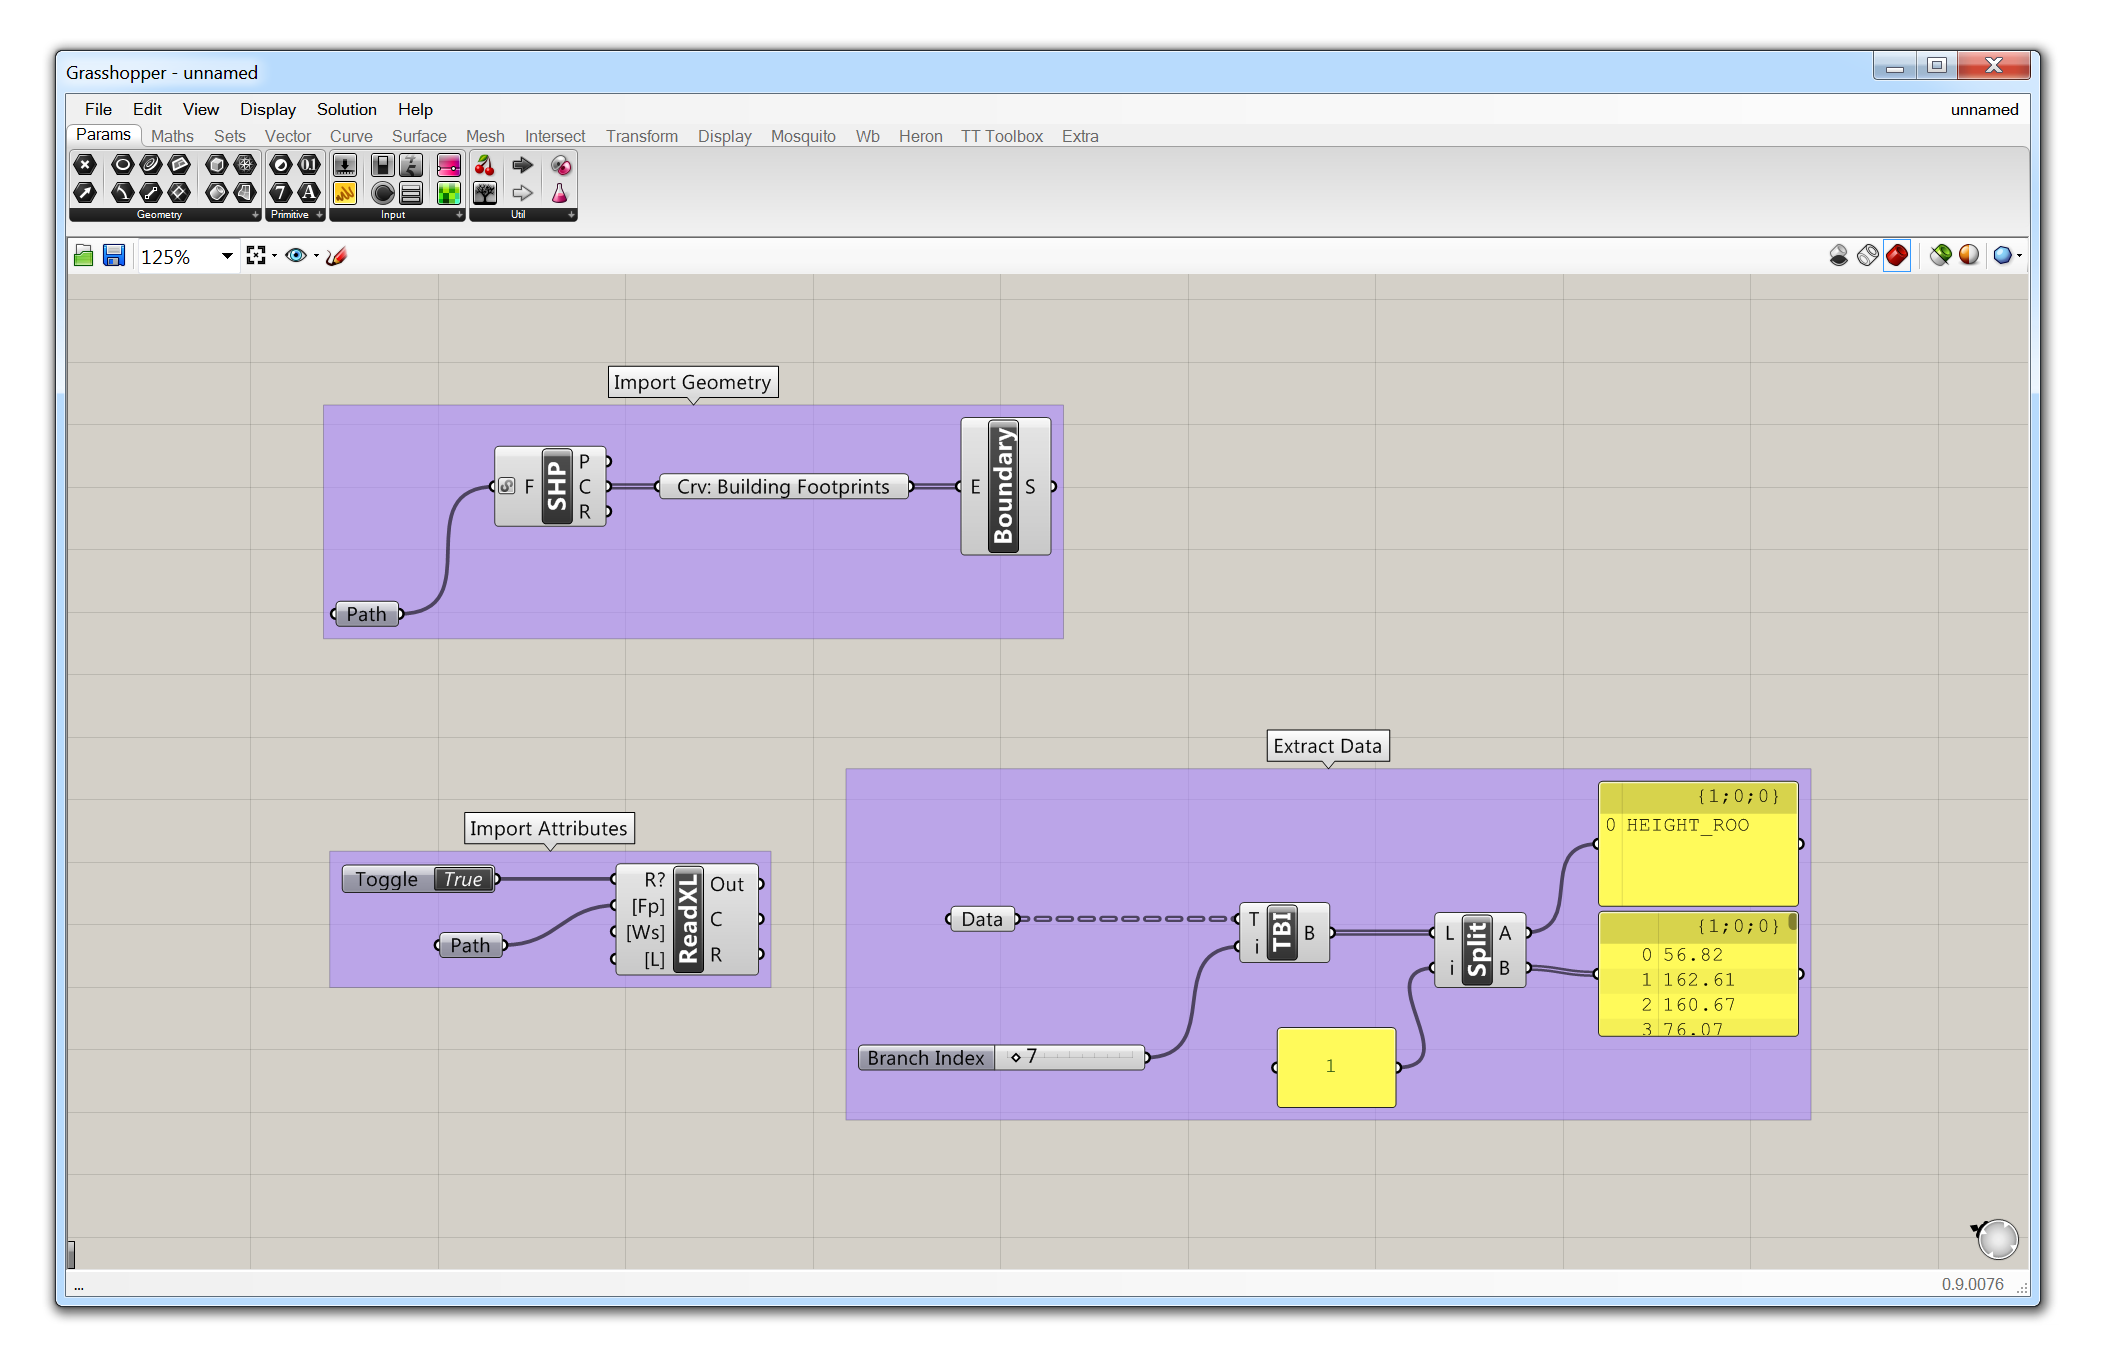 Grasshopper - unnamed
File Edit View Display Solution Help unnamed
Params Maths Sets Vector Curve Surface Mesh Intersect Transform Display Mosquito Wb Heron TT Toolbox Extra
0.1
7 A
Geometry Primitive Input Util
125%
Import Geometry
SHP
F
P
C
R
Crv: Building Footprints
E
Boundary
S
Path
Import Attributes
Toggle True
Path
R?
[Fp]
[Ws]
[L]
ReadXL
Out
C
R
Extract Data
Data
T
i
TBI
B
Branch Index 7
1
L
i
Split
A
B
{1;0;0}
0 HEIGHT_ROO
{1;0;0}
0 56.82
1 162.61
2 160.67
3 76.07
... 0.9.0076